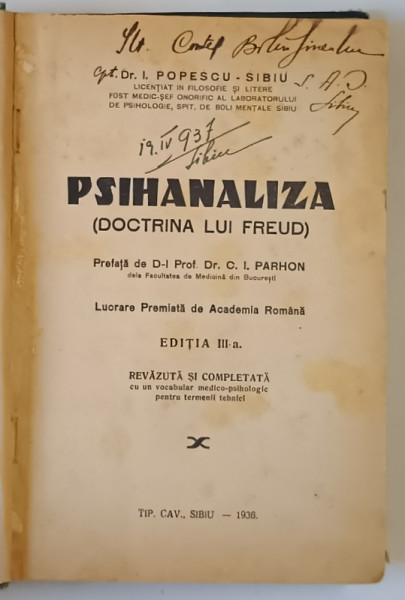 cpt. Dr. I. POPESCU - SIBIU
LICENȚIAT IN FILOSOFIE ȘI LITERE
FOST MEDIC-ȘEF ONORIFIC AL LABORATORULUI
DE PSIHOLOGIE, SPIT. DE BOLI MENTALE SIBIU
19.IV 937
Sibiu
PSIHANALIZA
(DOCTRINA LUI FREUD)
Prefață de D-l Prof. Dr. C. I. PARHON
dela Facultatea de Medicină din București
Lucrare Premiată de Academia Română
EDIȚIA III-a.
REVĂZUTĂ ȘI COMPLETATĂ
cu un vocabular medico-psihologic
pentru termenii tehnici
TIP. CAV., SIBIU — 1936.